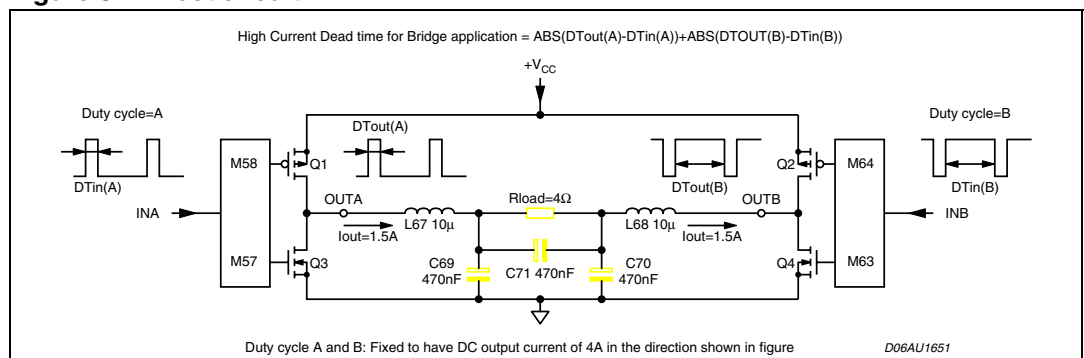 High Current Dead time for Bridge application = ABS(DTout(A)-DTin(A))+ABS(DTOUT(B)-DTin(B))
+VCC
Duty cycle=A
DTout(A)
Duty cycle=B
M58
Q1
Q2
M64
DTin(A)
DTout(B)
DTin(B)
OUTA
Rload=4Ω
OUTB
INA
INB
L67 10µ
L68 10µ
Iout=1.5A
Iout=1.5A
M57
Q3
Q4
M63
C69
470nF
C71 470nF
C70
470nF
Duty cycle A and B: Fixed to have DC output current of 4A in the direction shown in figure
D06AU1651